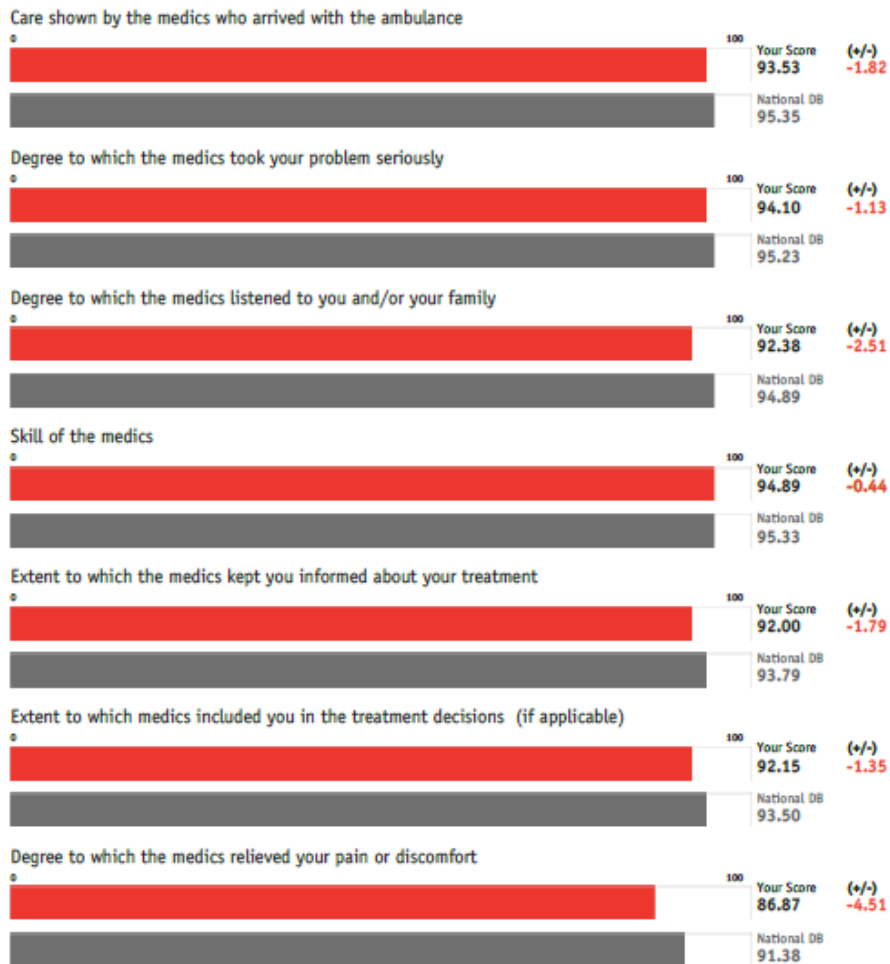 Care shown by the medics who arrived with the ambulance
0 100
Your Score (+/-)
93.53 -1.82
National DB
95.35
Degree to which the medics took your problem seriously
0 100
Your Score (+/-)
94.10 -1.13
National DB
95.23
Degree to which the medics listened to you and/or your family
0 100
Your Score (+/-)
92.38 -2.51
National DB
94.89
Skill of the medics
0 100
Your Score (+/-)
94.89 -0.44
National DB
95.33
Extent to which the medics kept you informed about your treatment
0 100
Your Score (+/-)
92.00 -1.79
National DB
93.79
Extent to which medics included you in the treatment decisions (if applicable)
0 100
Your Score (+/-)
92.15 -1.35
National DB
93.50
Degree to which the medics relieved your pain or discomfort
0 100
Your Score (+/-)
86.87 -4.51
National DB
91.38